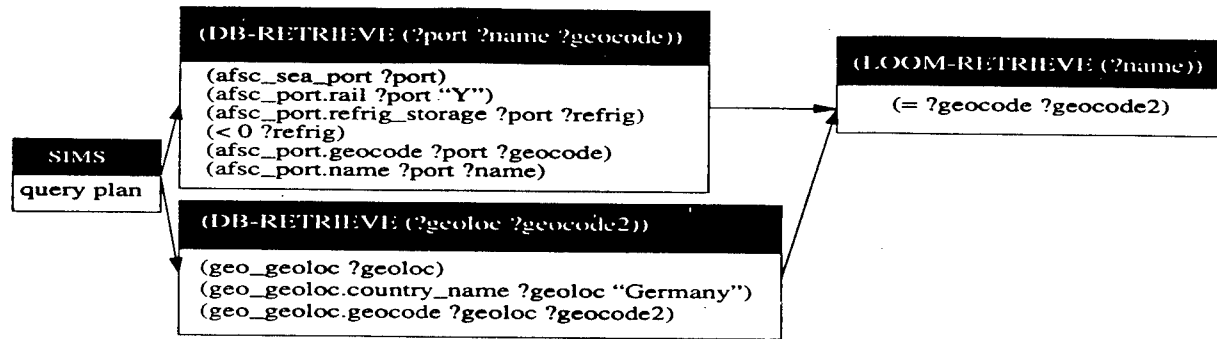 SIMS
query plan
(DB-RETRIEVE (?port ?name ?geocode))
(afsc_sea_port ?port)
(afsc_port.rail ?port “Y”)
(afsc_port.refrig_storage ?port ?refrig)
(< 0 ?refrig)
(afsc_port.geocode ?port ?geocode)
(afsc_port.name ?port ?name)
(DB-RETRIEVE (?geoloc ?geocode2))
(geo_geoloc ?geoloc)
(geo_geoloc.country_name ?geoloc “Germany”)
(geo_geoloc.geocode ?geoloc ?geocode2)
(LOOM-RETRIEVE (?name))
(= ?geocode ?geocode2)